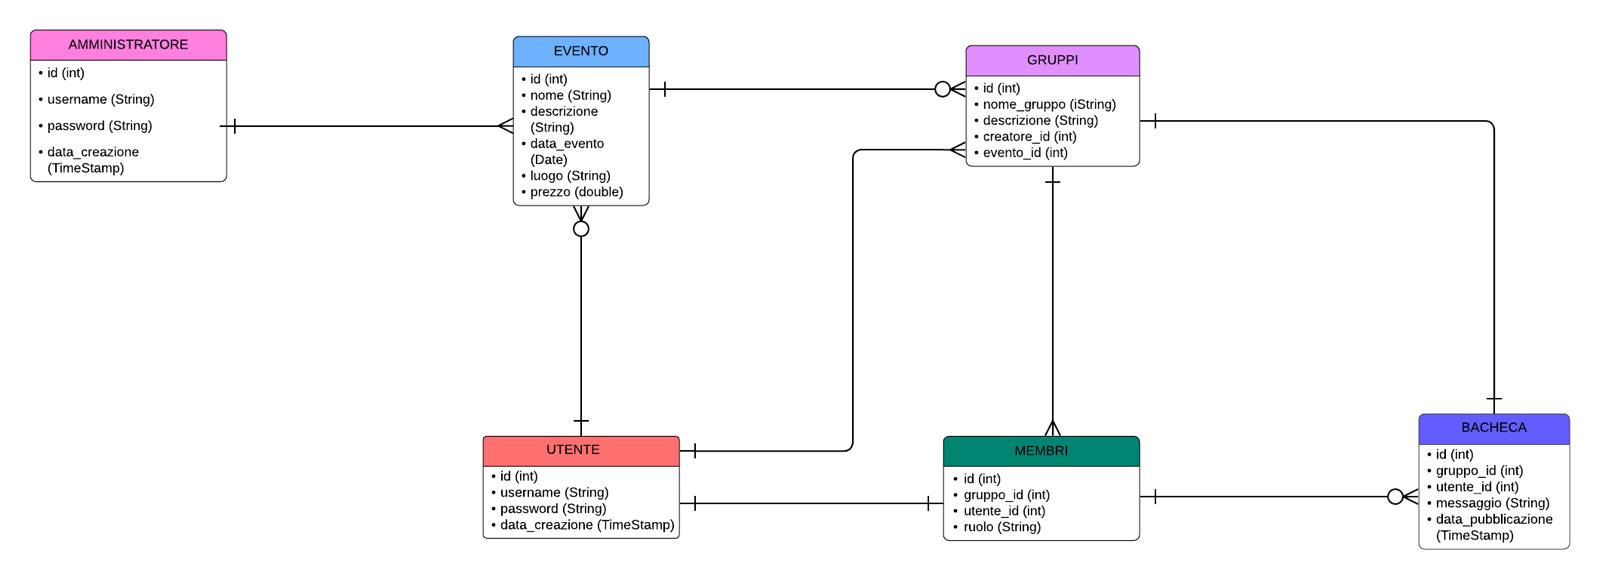 AMMINISTRATORE
• id (int)
• username (String)
• password (String)
• data_creazione
(TimeStamp)
EVENTO
• id (int)
• nome (String)
• descrizione
(String)
• data_evento
(Date)
• luogo (String)
• prezzo (double)
GRUPPI
• id (int)
• nome_gruppo (iString)
• descrizione (String)
• creatore_id (int)
• evento_id (int)
UTENTE
• id (int)
• username (String)
• password (String)
• data_creazione (TimeStamp)
MEMBRI
• id (int)
• gruppo_id (int)
• utente_id (int)
• ruolo (String)
BACHECA
• id (int)
• gruppo_id (int)
• utente_id (int)
• messaggio (String)
• data_pubblicazione
(TimeStamp)